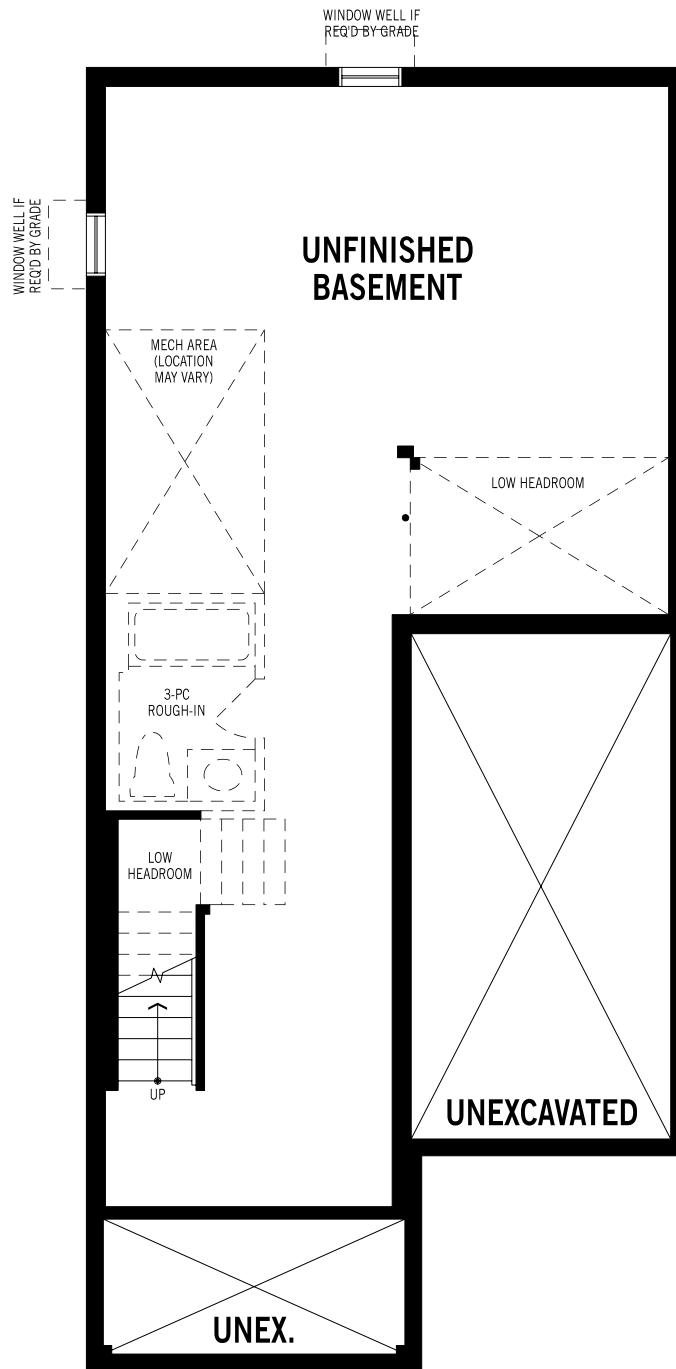 WINDOW WELL IF
REQ'D BY GRADE
WINDOW WELL IF
REQ'D BY GRADE
UNFINISHED
BASEMENT
MECH AREA
(LOCATION
MAY VARY)
LOW HEADROOM
3-PC
ROUGH-IN
LOW
HEADROOM
UP
UNEXCAVATED
UNEX.